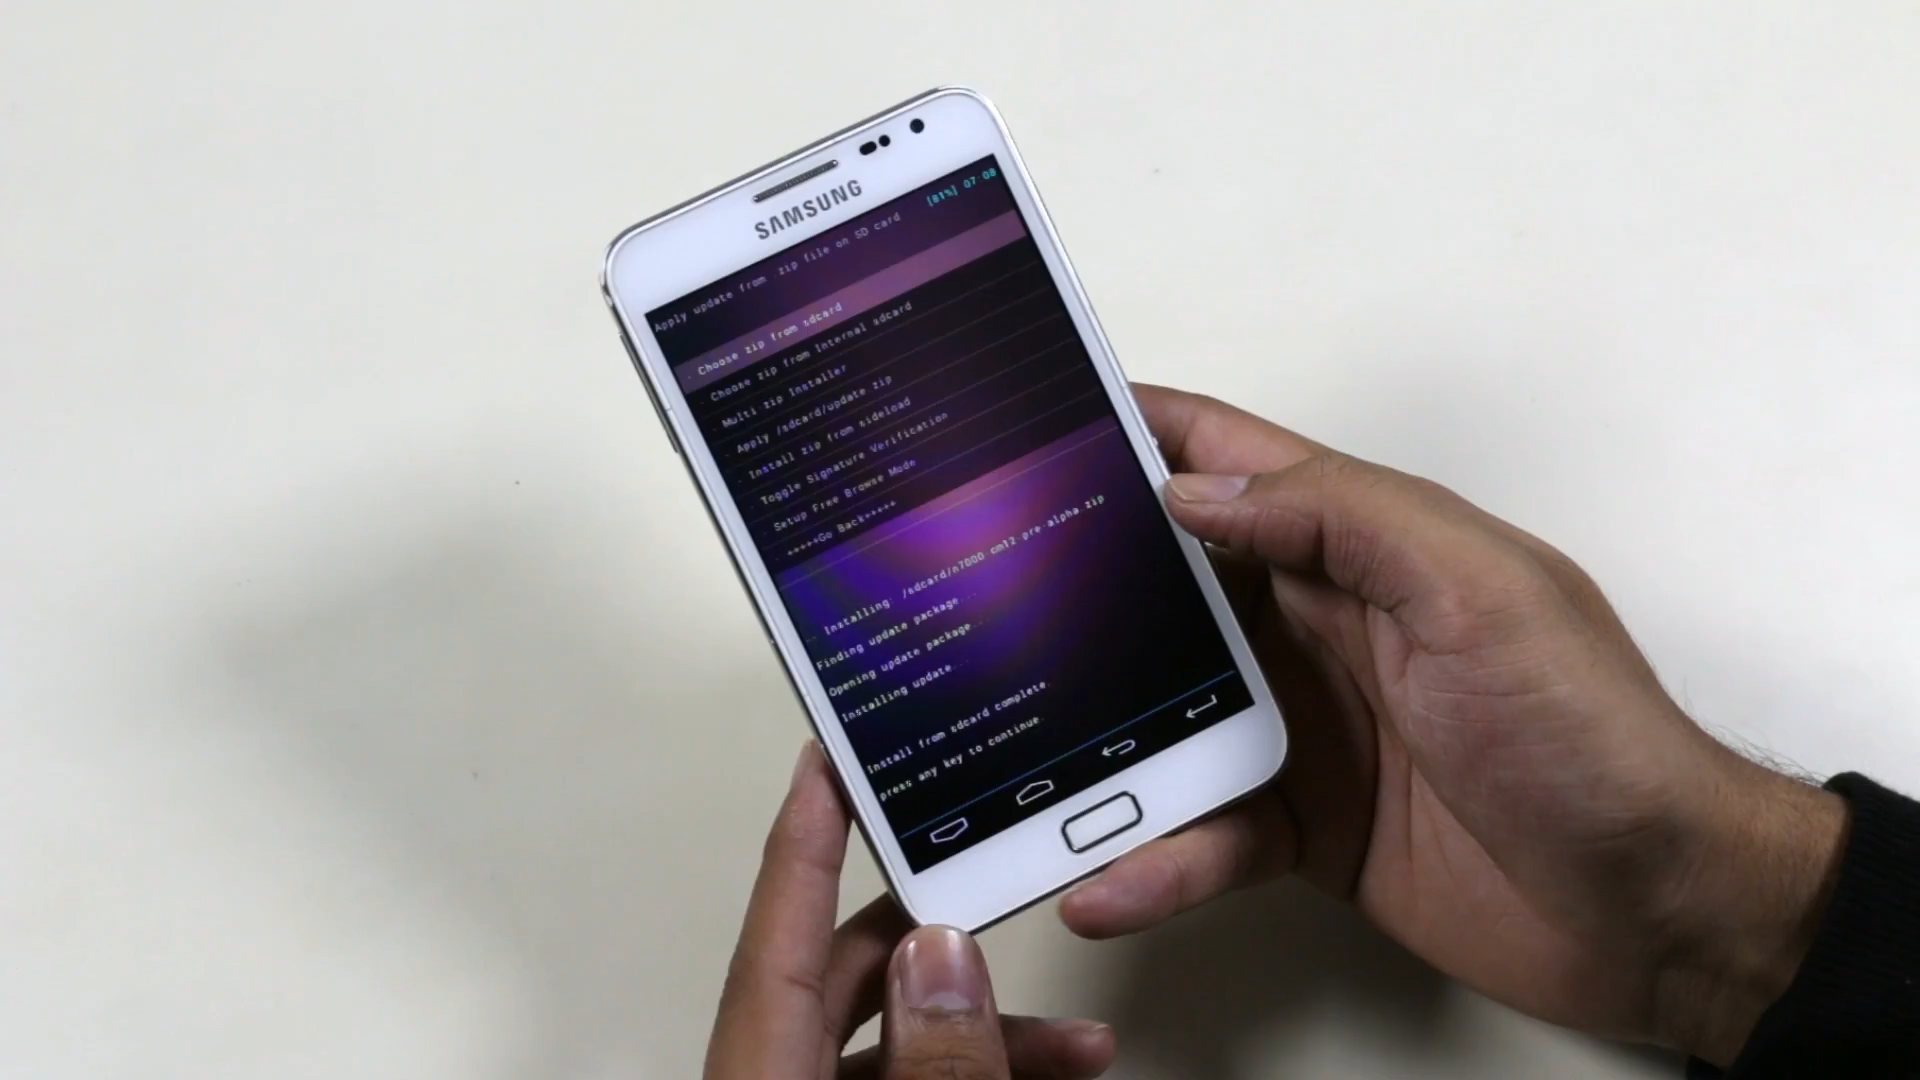 SAMSUNG
[81%] 07:08
Apply update from .zip file on SD card
- Choose zip from sdcard
- Choose zip from Internal sdcard
- Multi-zip Installer
- Apply /sdcard/update.zip
- Install zip from sideload
- Toggle Signature Verification
- Setup Free Browse Mode
- +++++Go Back+++++
-- Installing: /sdcard/n7000-cm12-pre-alpha.zip
Finding update package...
Opening update package...
Installing update...
Install from sdcard complete.
press any key to continue.